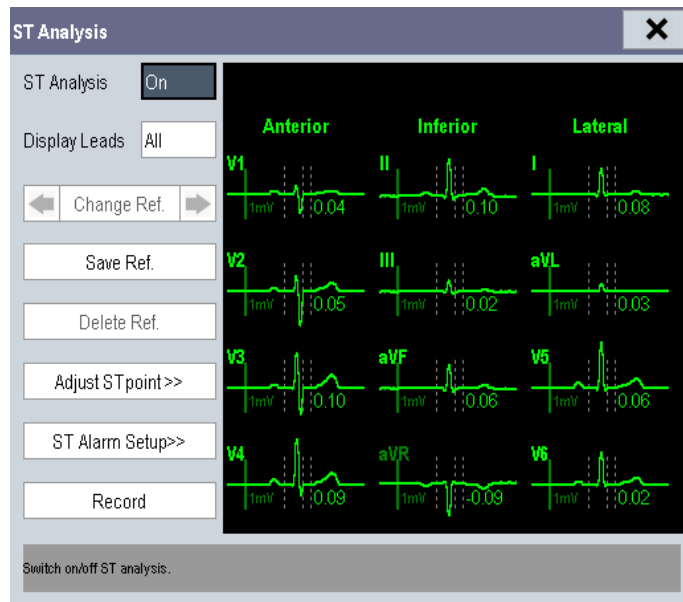 ST Analysis
ST Analysis On
Display Leads All
Change Ref.
Save Ref.
Delete Ref.
Adjust STpoint>>
ST Alarm Setup>>
Record
Anterior Inferior Lateral
V1 II I
1mV 0.04 1mV 0.10 1mV 0.08
V2 III aVL
1mV 0.05 1mV 0.02 1mV 0.03
V3 aVF V5
1mV 0.10 1mV 0.06 1mV 0.06
V4 aVR V6
1mV 0.09 1mV -0.09 1mV 0.02
Switch on/off ST analysis.